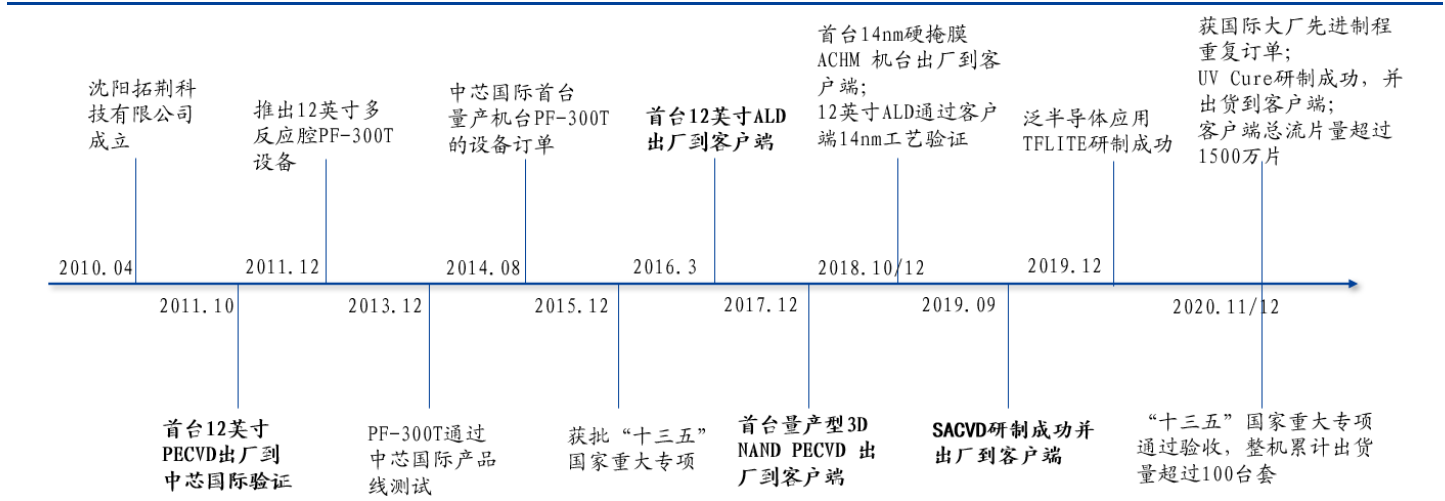 沈阳拓荆科
技有限公司
成立
2010.04
2011.10
首台12英寸
PECVD出厂到
中芯国际验证
推出12英寸多
反应腔PF-300T
设备
2011.12
2013.12
PF-300T通过
中芯国际产品
线测试
中芯国际首台
量产机台PF-300T
的设备订单
2014.08
2015.12
获批“十三五”
国家重大专项
首台12英寸ALD
出厂到客户端
2016.3
2017.12
首台量产型3D
NAND PECVD 出
厂到客户端
首台14nm硬掩膜
ACHM 机台出厂到客
户端;
12英寸ALD通过客户
端14nm工艺验证
2018.10/12
2019.09
SACVD研制成功并
出厂到客户端
泛半导体应用
TFLITE研制成功
2019.12
获国际大厂先进制程
重复订单;
UV Cure研制成功，并
出货到客户端;
客户端总流片量超过
1500万片
2020.11/12
“十三五”国家重大专项
通过验收，整机累计出货
量超过100台套